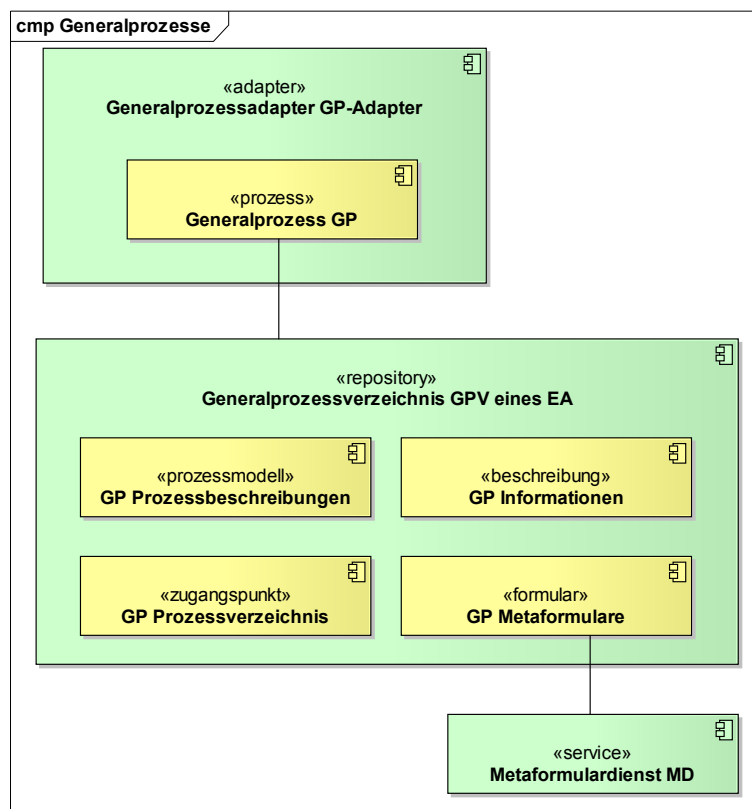 cmp Generalprozesse
«adapter»
Generalprozessadapter GP-Adapter
«prozess»
Generalprozess GP
«repository»
Generalprozessverzeichnis GPV eines EA
«prozessmodell»
GP Prozessbeschreibungen
«beschreibung»
GP Informationen
«zugangspunkt»
GP Prozessverzeichnis
«formular»
GP Metaformulare
«service»
Metaformulardienst MD